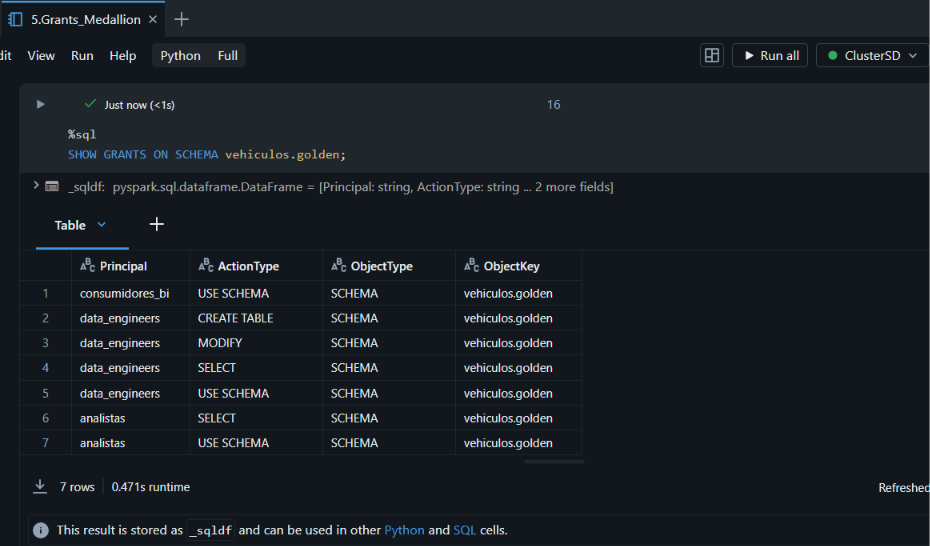 5.Grants_Medallion
dit View Run Help Python Full Run all ClusterSD
Just now (<1s) 16
%sql
SHOW GRANTS ON SCHEMA vehiculos.golden;
_sqldf: pyspark.sql.dataframe.DataFrame = [Principal: string, ActionType: string ... 2 more fields]
Table
Principal ActionType ObjectType ObjectKey
1 consumidores_bi USE SCHEMA SCHEMA vehiculos.golden
2 data_engineers CREATE TABLE SCHEMA vehiculos.golden
3 data_engineers MODIFY SCHEMA vehiculos.golden
4 data_engineers SELECT SCHEMA vehiculos.golden
5 data_engineers USE SCHEMA SCHEMA vehiculos.golden
6 analistas SELECT SCHEMA vehiculos.golden
7 analistas USE SCHEMA SCHEMA vehiculos.golden
7 rows 0.471s runtime Refreshed
This result is stored as _sqldf and can be used in other Python and SQL cells.